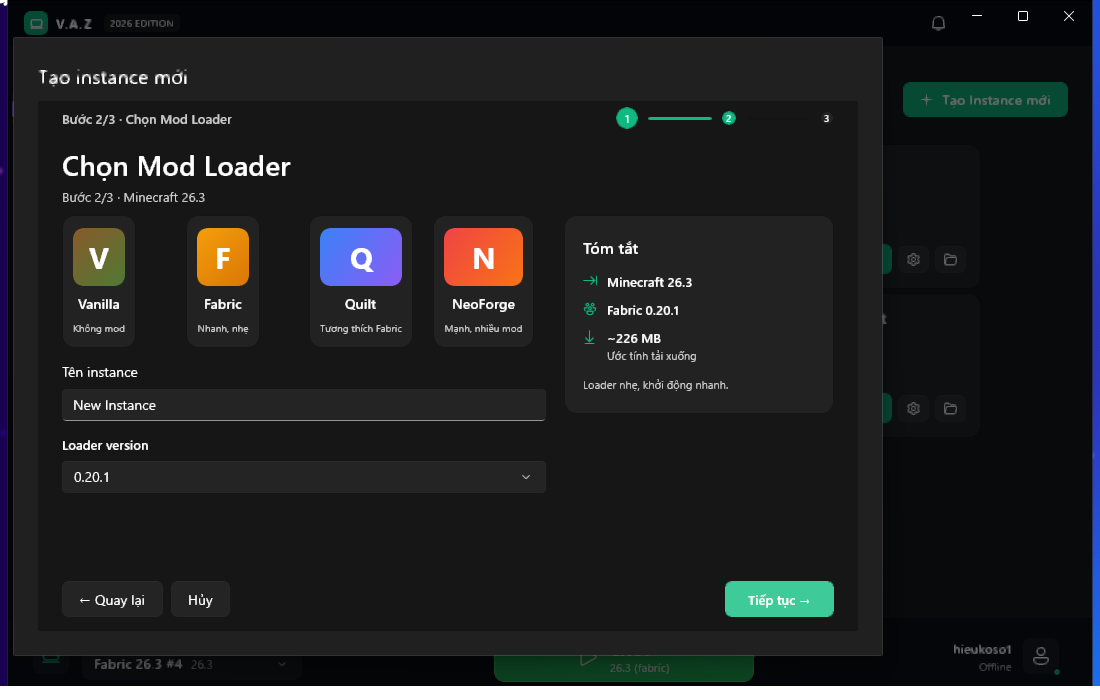 V.A.Z 2026 EDITION
Tạo instance mới
+ Tạo Instance mới
Bước 2/3 · Chọn Mod Loader
1 2 3
Chọn Mod Loader
Bước 2/3 · Minecraft 26.3
V
Vanilla
Không mod
F
Fabric
Nhanh, nhẹ
Q
Quilt
Tương thích Fabric
N
NeoForge
Mạnh, nhiều mod
Tên instance
New Instance
Loader version
0.20.1
Tóm tắt
Minecraft 26.3
Fabric 0.20.1
~226 MB
Ước tính tải xuống
Loader nhẹ, khởi động nhanh.
← Quay lại
Hủy
Tiếp tục →
Fabric 26.3 #4 26.3
26.3 (fabric)
hieukoso1
Offline